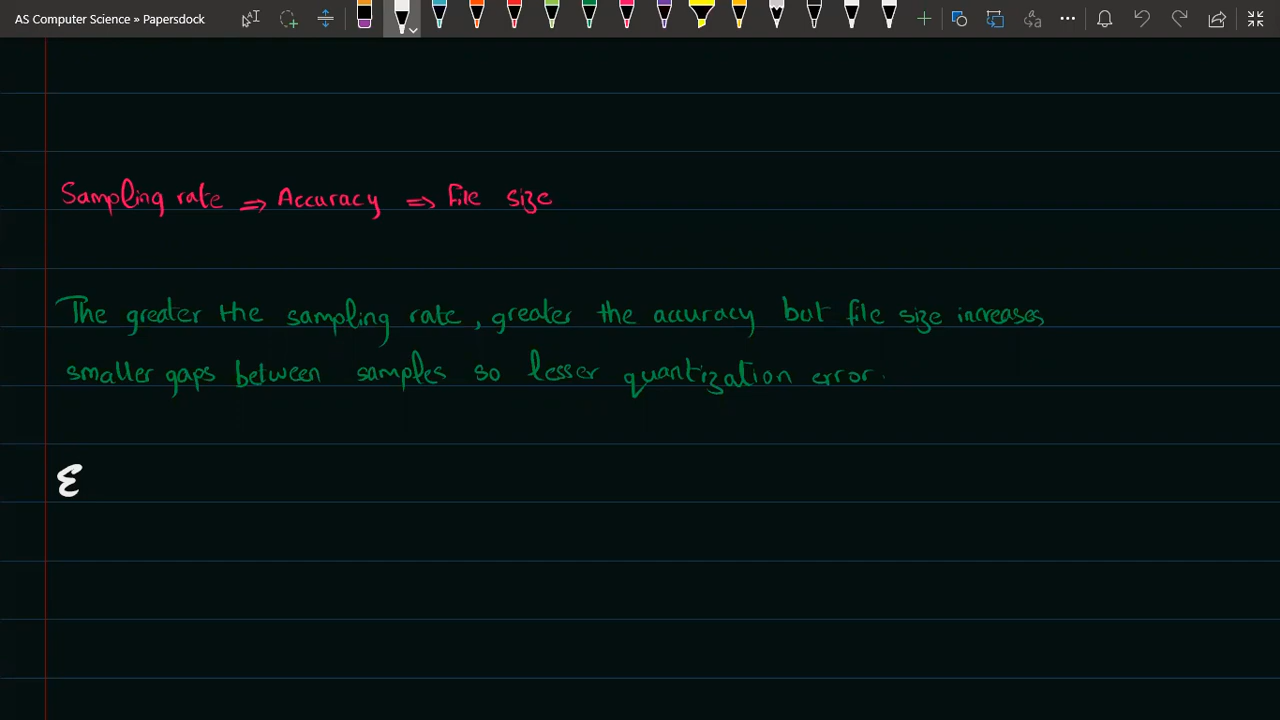 AS Computer Science » Papersdock
Sampling rate ⇒ Accuracy ⇒ File size
The greater the sampling rate, greater the accuracy but file size increases
smaller gaps between samples so lesser quantization error.
E